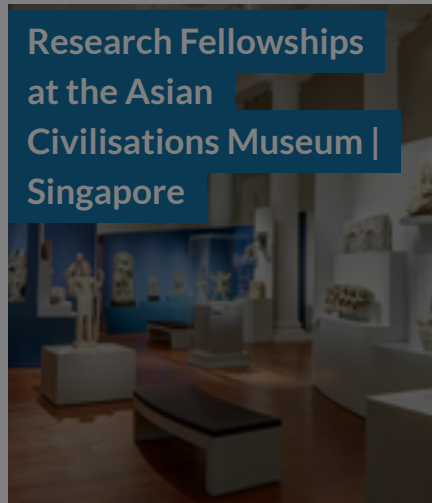 Research Fellowships
at the Asian
Civilisations Museum |
Singapore